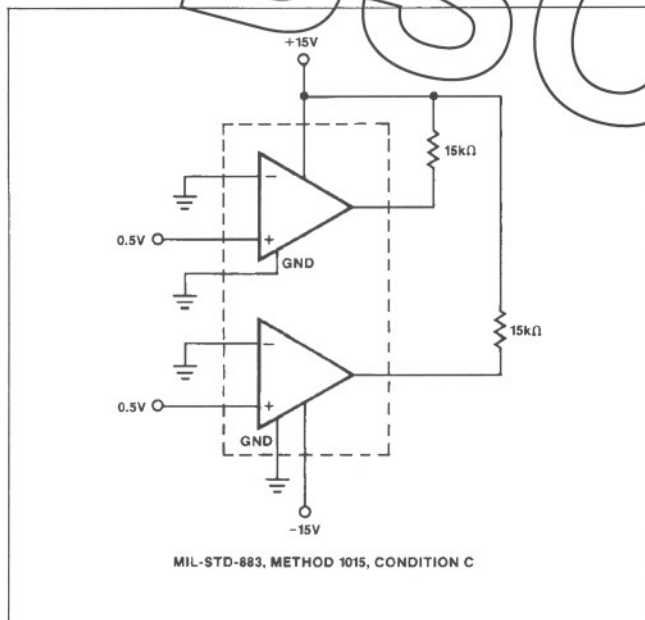 +15V
15kΩ
−
0.5V
+
GND
15kΩ
−
0.5V
+
GND
−15V
MIL-STD-883, METHOD 1015, CONDITION C